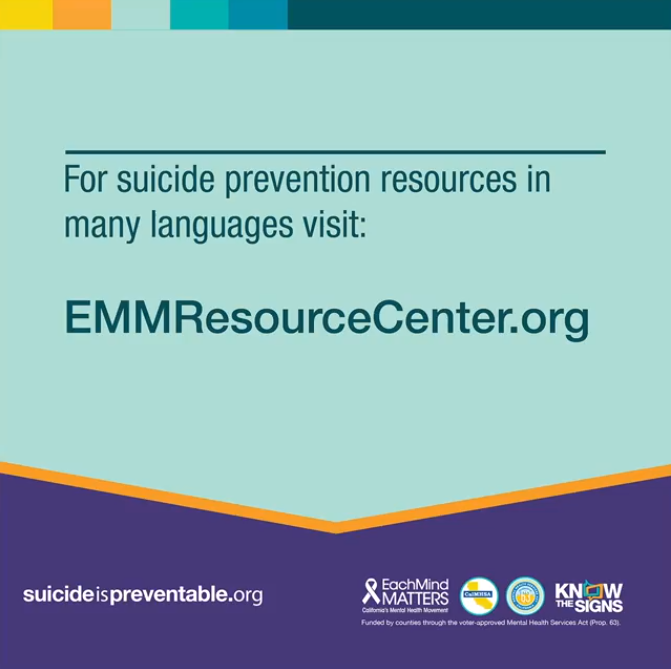 For suicide prevention resources in
many languages visit:
EMMResourceCenter.org
suicideispreventable.org
EachMind
MATTERS
California's Mental Health Movement
CalMHSA
63
KNOW
THE SIGNS
Funded by counties through the voter-approved Mental Health Services Act (Prop. 63).